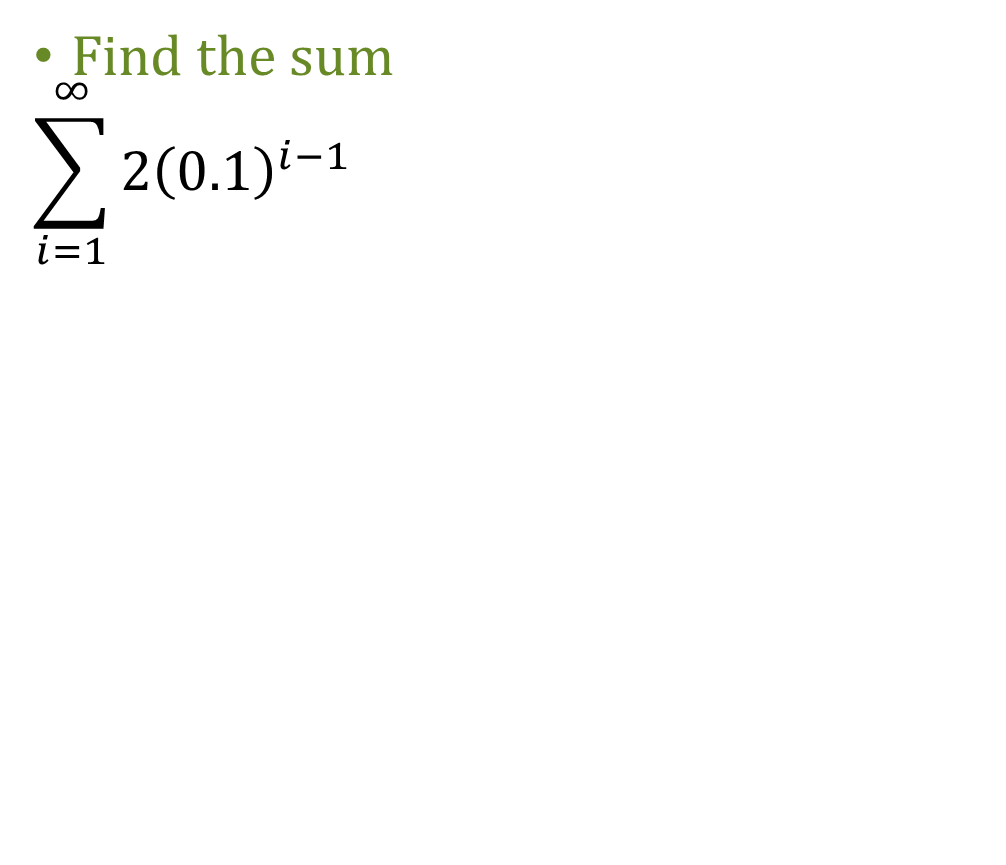 • Find the sum
∞
∑ 2(0.1)^{i−1}
i=1